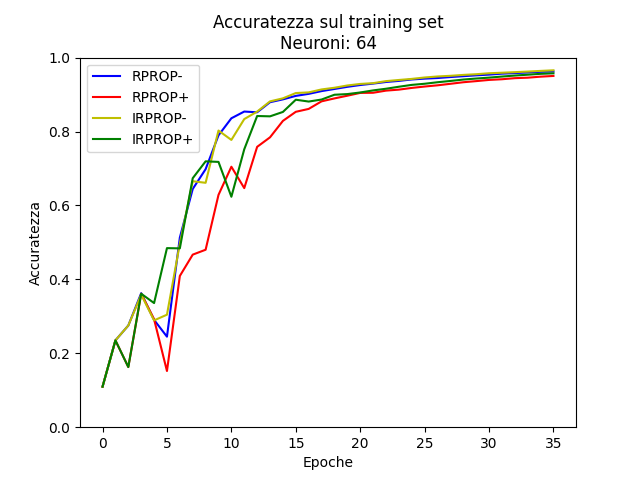 Accuratezza sul training set
Neuroni: 64
1.0
0.8
0.6
0.4
0.2
0.0
Accuratezza
RPROP-
RPROP+
IRPROP-
IRPROP+
0 5 10 15 20 25 30 35
Epoche